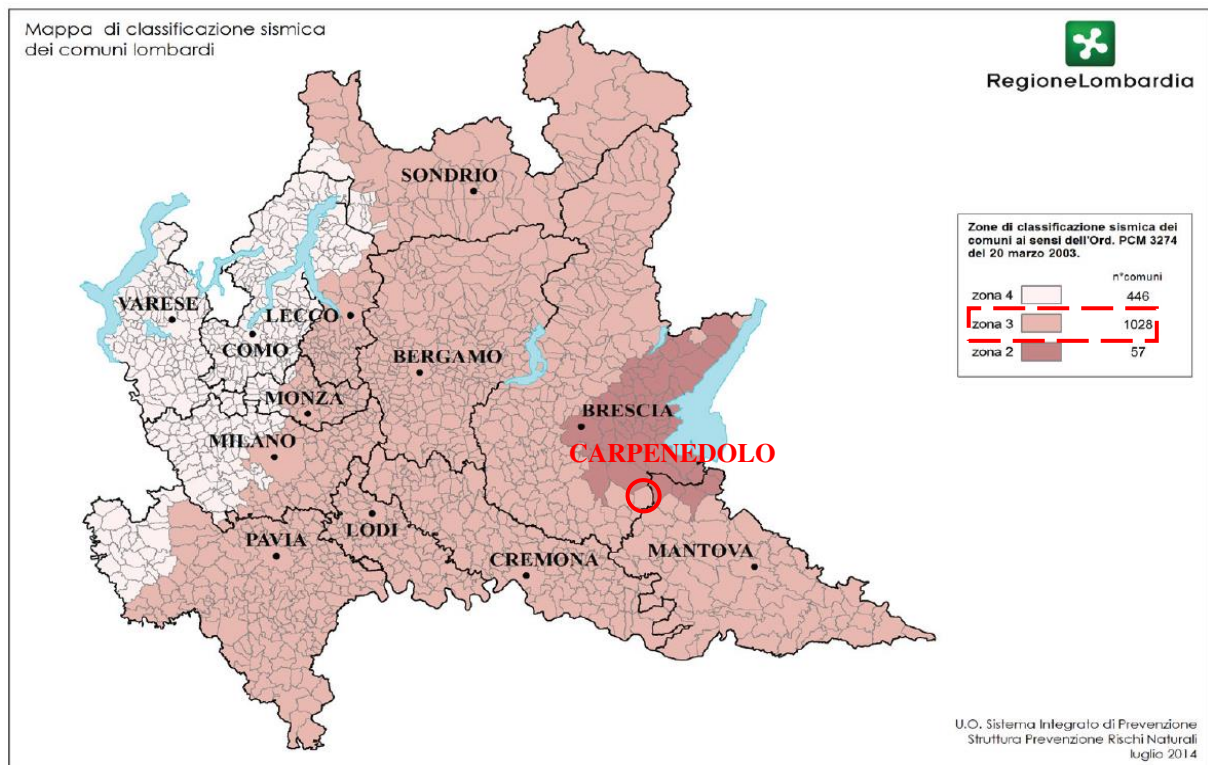 Mappa di classificazione sismica
dei comuni lombardi
RegioneLombardia
SONDRIO
VARESE
LECCO
COMO
BERGAMO
MONZA
BRESCIA
MILANO
CARPENEDOLO
LODI
PAVIA
CREMONA
MANTOVA
Zone di classificazione sismica dei
comuni ai sensi dell'Ord. PCM 3274
del 20 marzo 2003.
n°comuni
zona 4 446
zona 3 1028
zona 2 57
U.O. Sistema Integrato di Prevenzione
Struttura Prevenzione Rischi Naturali
luglio 2014